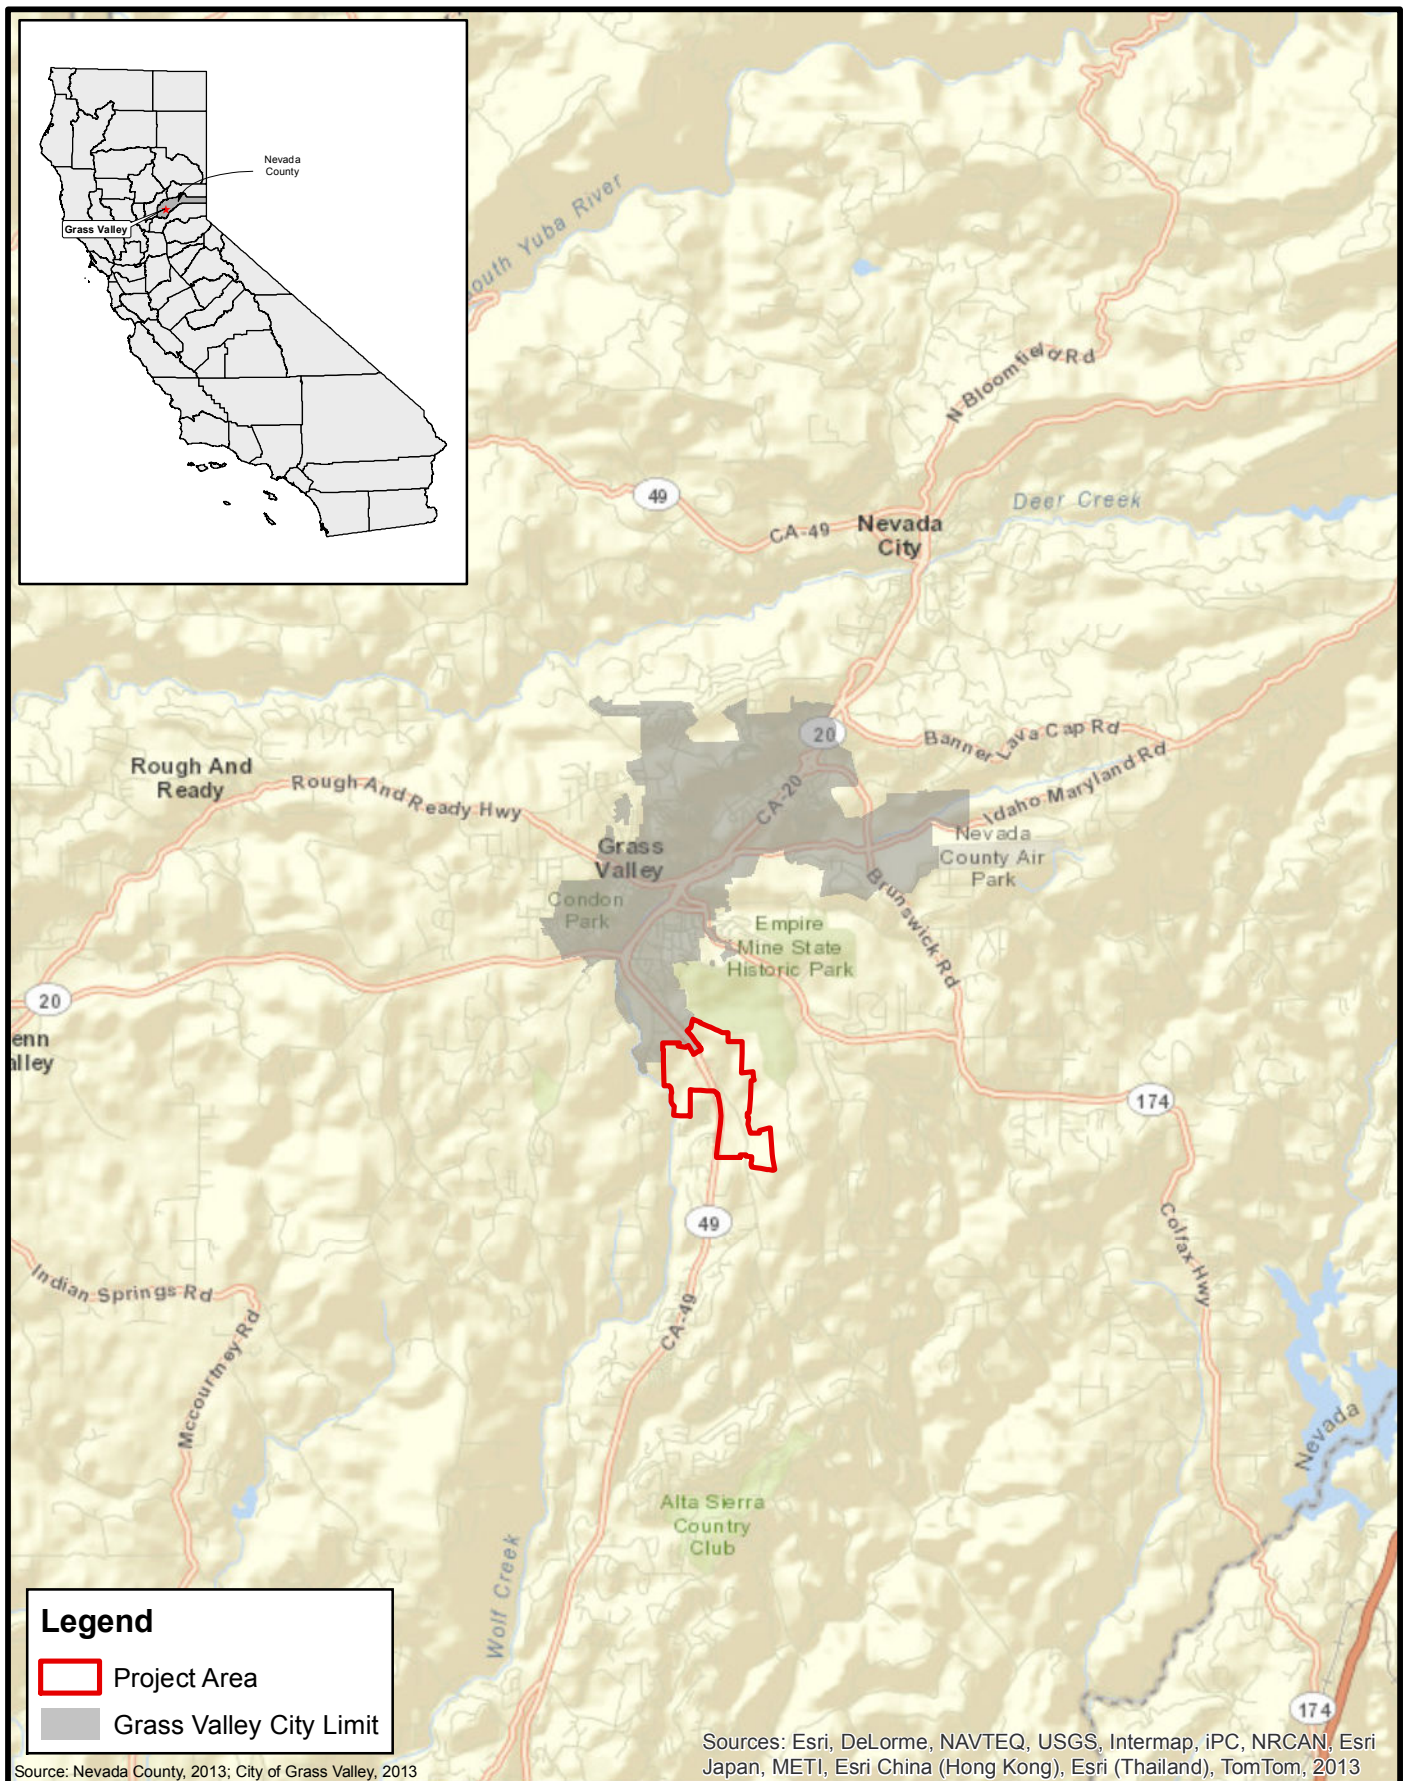 Nevada
County
Grass Valley
South Yuba River
N Bloomfield Rd
49
CA-49
Nevada
City
Deer Creek
Rough And
Ready
Rough And Ready Hwy
20
CA-20
Banner Lava Cap Rd
Idaho Maryland Rd
Nevada
County Air
Park
Grass
Valley
Condon
Park
Empire
Mine State
Historic Park
Brunswick Rd
20
enn
alley
174
49
Colfax Hwy
Indian Springs Rd
Mccourtney Rd
CA-49
Nevada
Alta Sierra
Country
Club
Wolf Creek
174
Legend
Project Area
Grass Valley City Limit
Source: Nevada County, 2013; City of Grass Valley, 2013
Sources: Esri, DeLorme, NAVTEQ, USGS, Intermap, iPC, NRCAN, Esri
Japan, METI, Esri China (Hong Kong), Esri (Thailand), TomTom, 2013